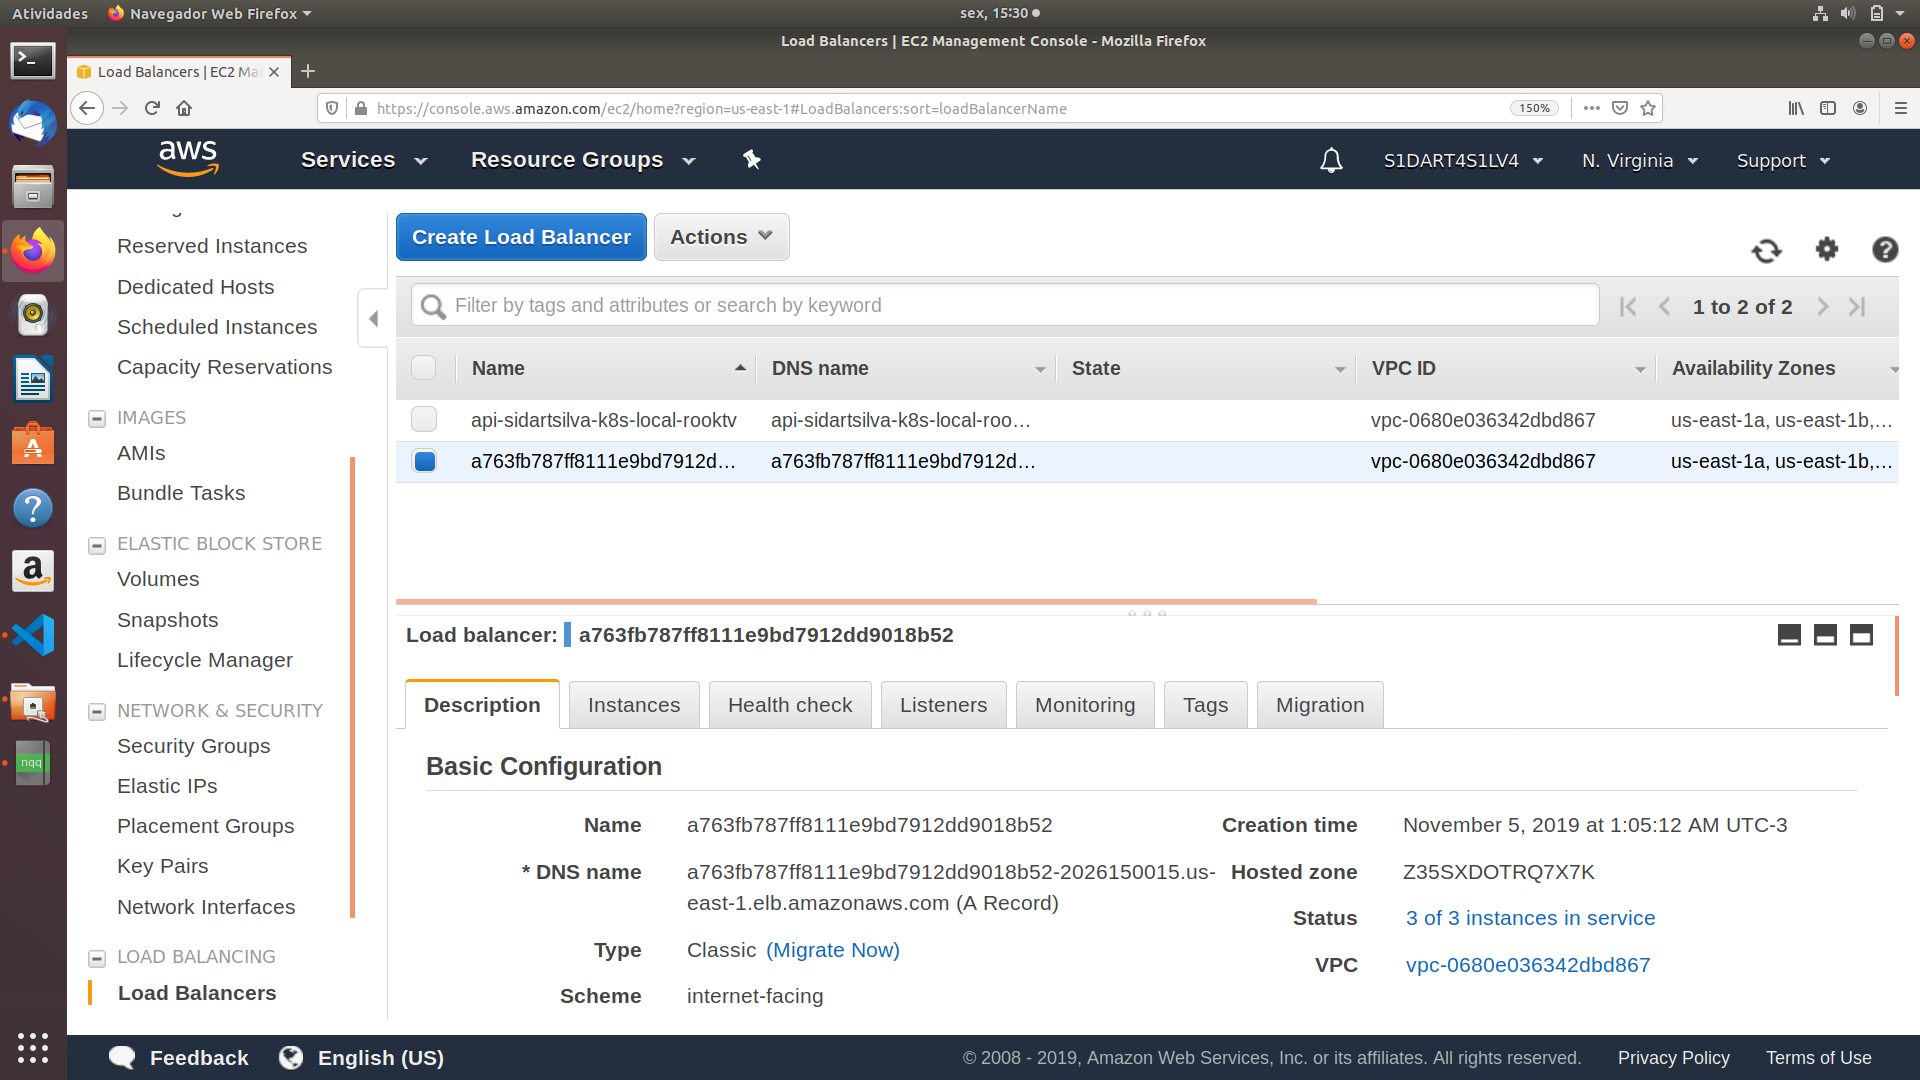 Atividades
Navegador Web Firefox
sex, 15:30
Load Balancers | EC2 Management Console - Mozilla Firefox
Load Balancers | EC2 Ma
https://console.aws.amazon.com/ec2/home?region=us-east-1#LoadBalancers:sort=loadBalancerName
150%
aws
Services
Resource Groups
S1DART4S1LV4
N. Virginia
Support
Reserved Instances
Dedicated Hosts
Scheduled Instances
Capacity Reservations
IMAGES
AMIs
Bundle Tasks
ELASTIC BLOCK STORE
Volumes
Snapshots
Lifecycle Manager
NETWORK & SECURITY
Security Groups
Elastic IPs
Placement Groups
Key Pairs
Network Interfaces
LOAD BALANCING
Load Balancers
Create Load Balancer
Actions
Filter by tags and attributes or search by keyword
1 to 2 of 2
Name DNS name State VPC ID Availability Zones
api-sidartsilva-k8s-local-rooktv api-sidartsilva-k8s-local-roo… vpc-0680e036342dbd867 us-east-1a, us-east-1b,…
a763fb787ff8111e9bd7912d… a763fb787ff8111e9bd7912d… vpc-0680e036342dbd867 us-east-1a, us-east-1b,…
Load balancer: a763fb787ff8111e9bd7912dd9018b52
Description Instances Health check Listeners Monitoring Tags Migration
Basic Configuration
Name a763fb787ff8111e9bd7912dd9018b52
* DNS name a763fb787ff8111e9bd7912dd9018b52-2026150015.us-
east-1.elb.amazonaws.com (A Record)
Type Classic (Migrate Now)
Scheme internet-facing
Creation time November 5, 2019 at 1:05:12 AM UTC-3
Hosted zone Z35SXDOTRQ7X7K
Status 3 of 3 instances in service
VPC vpc-0680e036342dbd867
nqq
Feedback
English (US)
© 2008 - 2019, Amazon Web Services, Inc. or its affiliates. All rights reserved.
Privacy Policy
Terms of Use